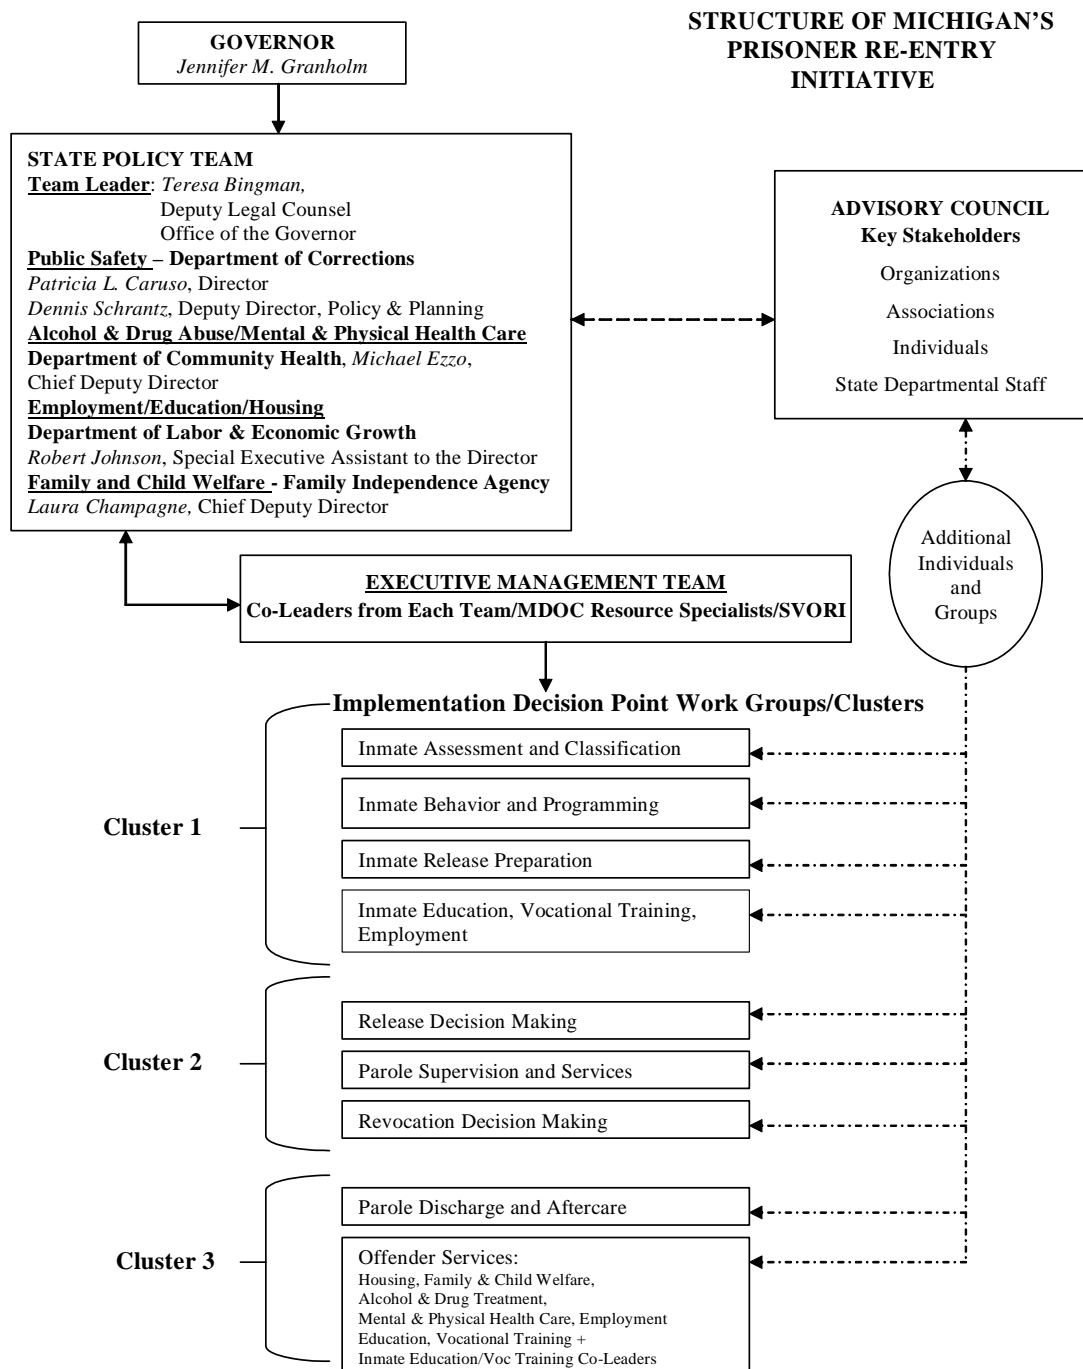 STRUCTURE OF MICHIGAN'S
PRISONER RE-ENTRY
INITIATIVE
GOVERNOR
Jennifer M. Granholm
STATE POLICY TEAM
Team Leader: Teresa Bingman,
Deputy Legal Counsel
Office of the Governor
Public Safety – Department of Corrections
Patricia L. Caruso, Director
Dennis Schrantz, Deputy Director, Policy & Planning
Alcohol & Drug Abuse/Mental & Physical Health Care
Department of Community Health, Michael Ezzo,
Chief Deputy Director
Employment/Education/Housing
Department of Labor & Economic Growth
Robert Johnson, Special Executive Assistant to the Director
Family and Child Welfare - Family Independence Agency
Laura Champagne, Chief Deputy Director
ADVISORY COUNCIL
Key Stakeholders
Organizations
Associations
Individuals
State Departmental Staff
Additional
Individuals
and
Groups
EXECUTIVE MANAGEMENT TEAM
Co-Leaders from Each Team/MDOC Resource Specialists/SVORI
Implementation Decision Point Work Groups/Clusters
Cluster 1
Inmate Assessment and Classification
Inmate Behavior and Programming
Inmate Release Preparation
Inmate Education, Vocational Training,
Employment
Cluster 2
Release Decision Making
Parole Supervision and Services
Revocation Decision Making
Cluster 3
Parole Discharge and Aftercare
Offender Services:
Housing, Family & Child Welfare,
Alcohol & Drug Treatment,
Mental & Physical Health Care, Employment
Education, Vocational Training +
Inmate Education/Voc Training Co-Leaders